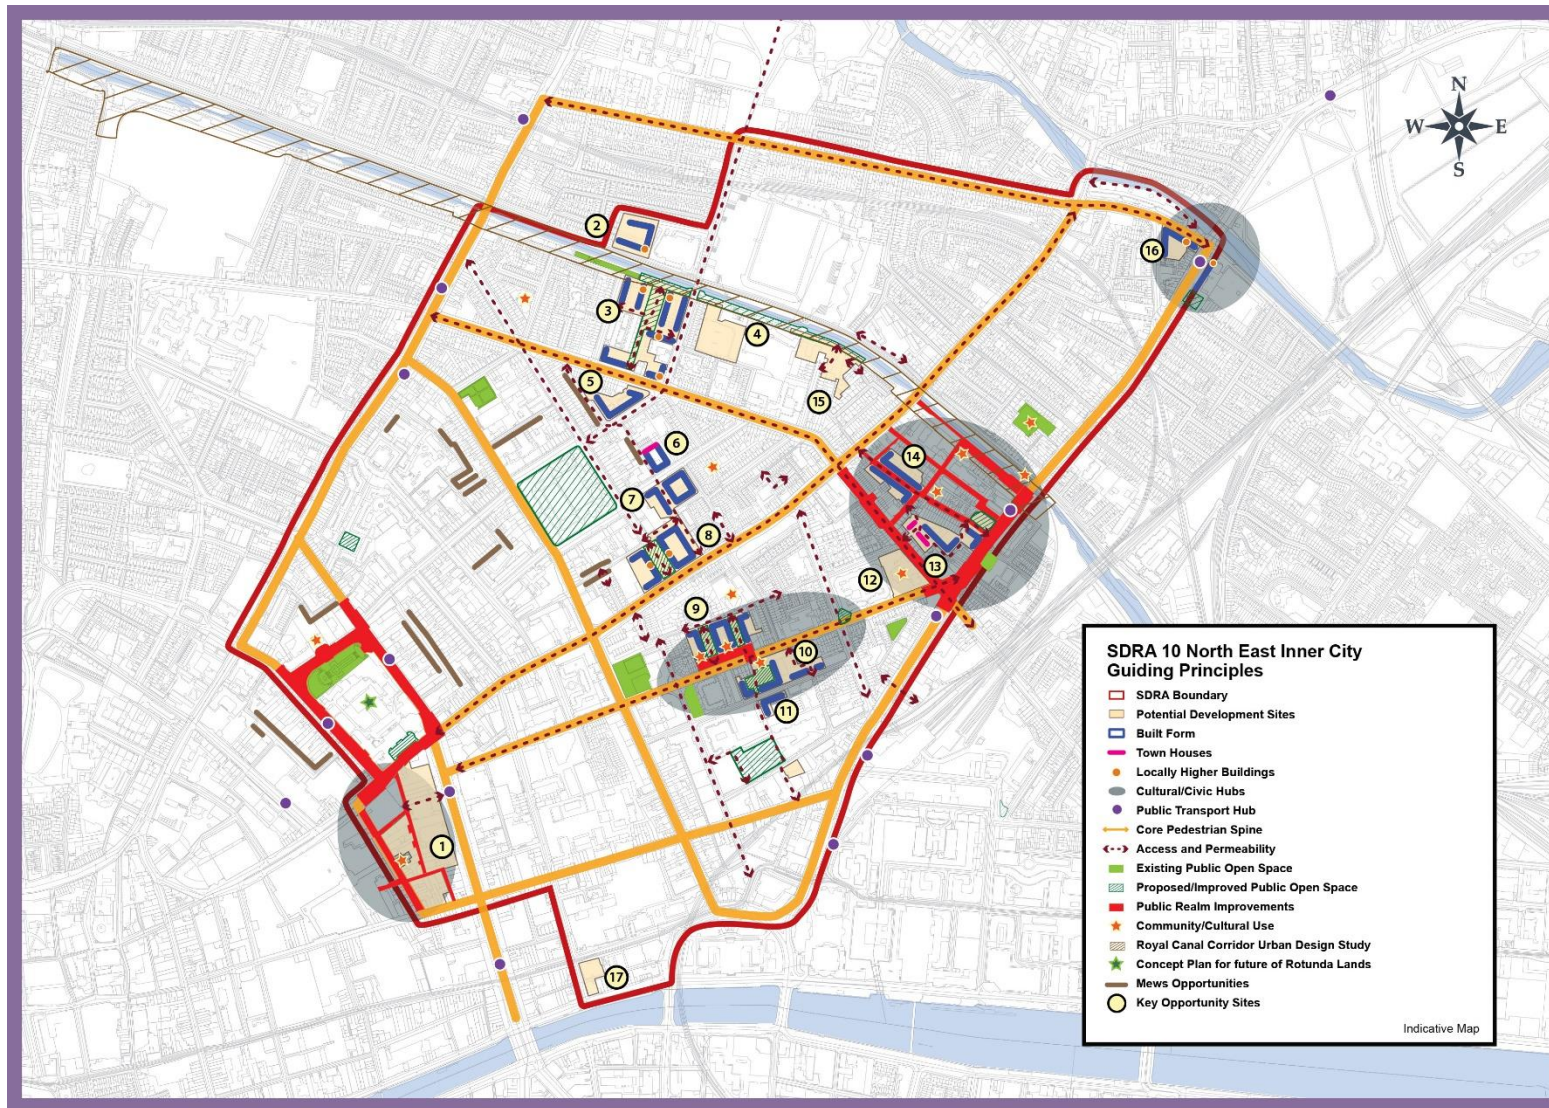 N
W
E
S
2
16
3
4
5
15
6
14
7
8
13
12
9
10
11
1
17
SDRA 10 North East Inner City
Guiding Principles
SDRA Boundary
Potential Development Sites
Built Form
Town Houses
Locally Higher Buildings
Cultural/Civic Hubs
Public Transport Hub
Core Pedestrian Spine
Access and Permeability
Existing Public Open Space
Proposed/Improved Public Open Space
Public Realm Improvements
Community/Cultural Use
Royal Canal Corridor Urban Design Study
Concept Plan for future of Rotunda Lands
Mews Opportunities
Key Opportunity Sites
Indicative Map